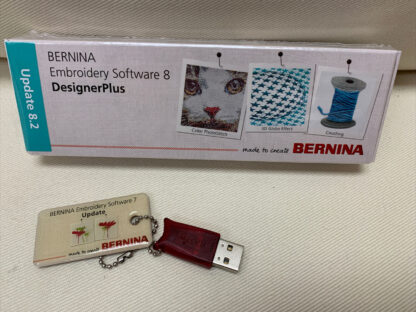 Update 8.2
BERNINA
Embroidery Software 8
DesignerPlus
Color Photostitch
3D Globe Effect
Couching
made to create BERNINA
BERNINA Embroidery Software 7
Update
made to create BERNINA